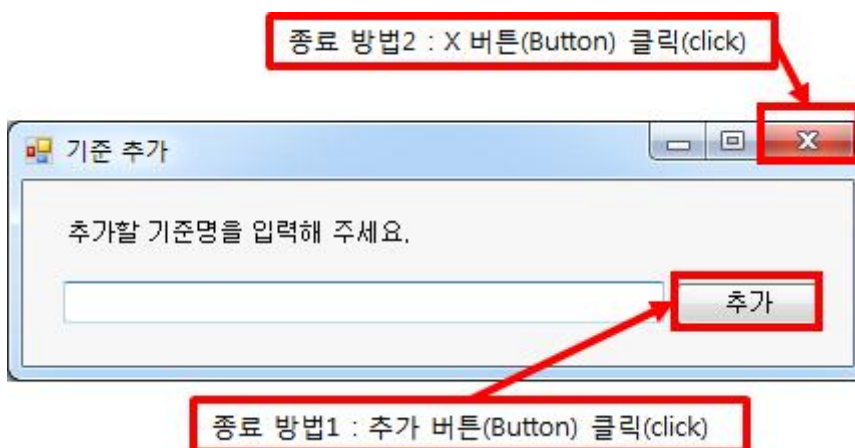 종료 방법2 : X 버튼(Button) 클릭(click)
기준 추가
추가할 기준명을 입력해 주세요.
추가
종료 방법1 : 추가 버튼(Button) 클릭(click)